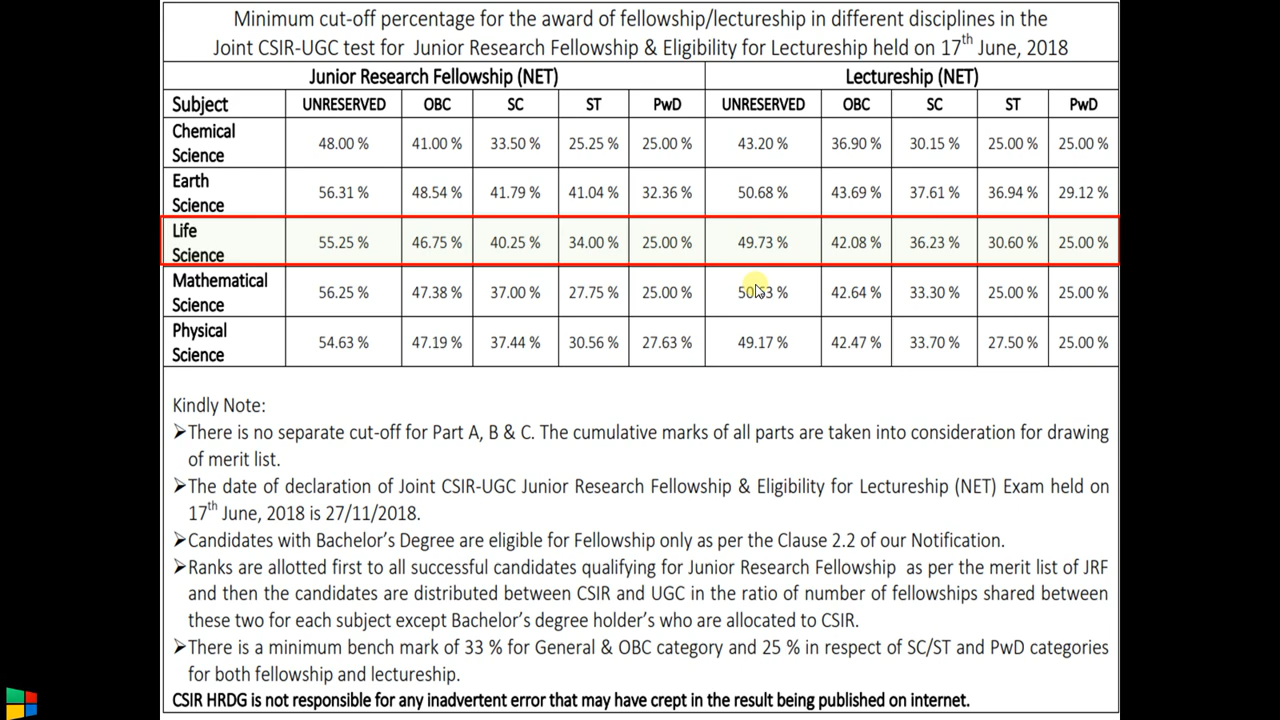 Minimum cut-off percentage for the award of fellowship/lectureship in different disciplines in the
Joint CSIR-UGC test for Junior Research Fellowship & Eligibility for Lectureship held on 17th June, 2018
Junior Research Fellowship (NET) Lectureship (NET)
Subject UNRESERVED OBC SC ST PwD UNRESERVED OBC SC ST PwD
Chemical
Science 48.00 % 41.00 % 33.50 % 25.25 % 25.00 % 43.20 % 36.90 % 30.15 % 25.00 % 25.00 %
Earth
Science 56.31 % 48.54 % 41.79 % 41.04 % 32.36 % 50.68 % 43.69 % 37.61 % 36.94 % 29.12 %
Life
Science 55.25 % 46.75 % 40.25 % 34.00 % 25.00 % 49.73 % 42.08 % 36.23 % 30.60 % 25.00 %
Mathematical
Science 56.25 % 47.38 % 37.00 % 27.75 % 25.00 % 50.63 % 42.64 % 33.30 % 25.00 % 25.00 %
Physical
Science 54.63 % 47.19 % 37.44 % 30.56 % 27.63 % 49.17 % 42.47 % 33.70 % 27.50 % 25.00 %
Kindly Note:
➢There is no separate cut-off for Part A, B & C. The cumulative marks of all parts are taken into consideration for drawing
of merit list.
➢The date of declaration of Joint CSIR-UGC Junior Research Fellowship & Eligibility for Lectureship (NET) Exam held on
17th June, 2018 is 27/11/2018.
➢Candidates with Bachelor's Degree are eligible for Fellowship only as per the Clause 2.2 of our Notification.
➢Ranks are allotted first to all successful candidates qualifying for Junior Research Fellowship as per the merit list of JRF
and then the candidates are distributed between CSIR and UGC in the ratio of number of fellowships shared between
these two for each subject except Bachelor's degree holder's who are allocated to CSIR.
➢There is a minimum bench mark of 33 % for General & OBC category and 25 % in respect of SC/ST and PwD categories
for both fellowship and lectureship.
CSIR HRDG is not responsible for any inadvertent error that may have crept in the result being published on internet.